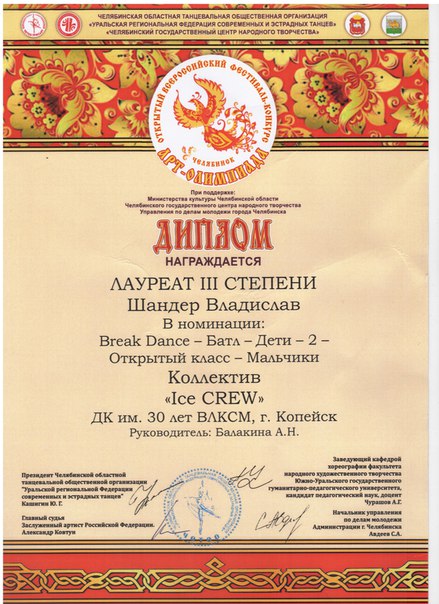 ЧЕЛЯБИНСКАЯ ОБЛАСТНАЯ ТАНЦЕВАЛЬНАЯ ОБЩЕСТВЕННАЯ ОРГАНИЗАЦИЯ
«УРАЛЬСКАЯ РЕГИОНАЛЬНАЯ ФЕДЕРАЦИЯ СОВРЕМЕННЫХ И ЭСТРАДНЫХ ТАНЦЕВ»
«ЧЕЛЯБИНСКИЙ ГОСУДАРСТВЕННЫЙ ЦЕНТР НАРОДНОГО ТВОРЧЕСТВА»
ОТКРЫТЫЙ ВСЕРОССИЙСКИЙ ФЕСТИВАЛЬ-КОНКУРС
ЧЕЛЯБИНСК
АРТ-ОЛИМПИАДА
При поддержке:
Министерства культуры Челябинской области
Челябинского государственного центра народного творчества
Управления по делам молодежи города Челябинска
ДИПЛОМ
НАГРАЖДАЕТСЯ
ЛАУРЕАТ III СТЕПЕНИ
Шандер Владислав
В номинации:
Break Dance – Батл – Дети – 2 –
Открытый класс – Мальчики
Коллектив
«Ice CREW»
ДК им. 30 лет ВЛКСМ, г. Копейск
Руководитель: Балакина А.Н.
Президент Челябинской областной
танцевальной общественной организации
"Уральской региональной Федерации
современных и эстрадных танцев"
Кашигин Ю. Г.
Главный судья
Заслуженный артист Российской Федерации.
Александр Ковтун
Заведующий кафедрой
хореографии факультета
народного художественного творчества
Южно-Уральского государственного
гуманитарно-педагогического университета,
кандидат педагогический наук, доцент
Чурашов А.Г.
Начальник управления
по делам молодежи
Администрации г. Челябинска
Авдеев С.А.